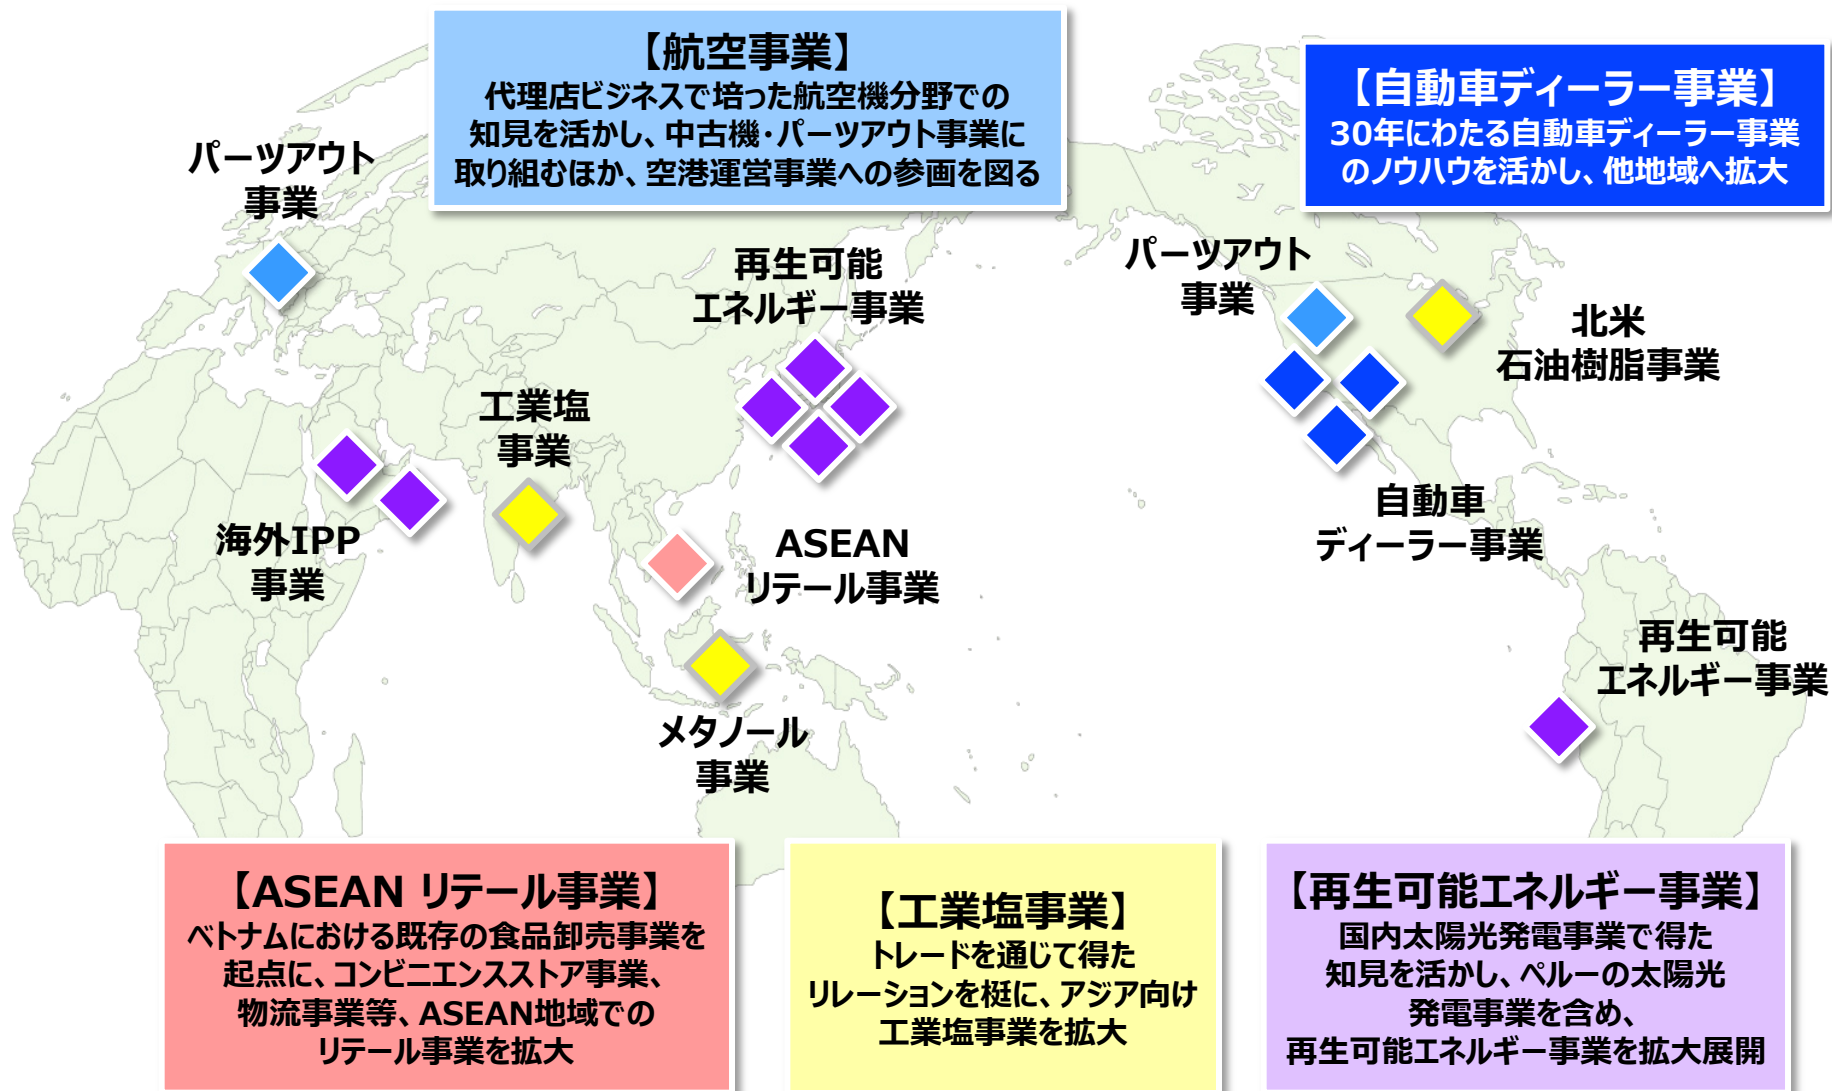 【航空事業】
代理店ビジネスで培った航空機分野での
知見を活かし、中古機・パーツアウト事業に
取り組むほか、空港運営事業への参画を図る
【自動車ディーラー事業】
30年にわたる自動車ディーラー事業
のノウハウを活かし、他地域へ拡大
パーツアウト
事業
再生可能
エネルギー事業
パーツアウト
事業
北米
石油樹脂事業
工業塩
事業
海外IPP
事業
ASEAN
リテール事業
自動車
ディーラー事業
再生可能
エネルギー事業
メタノール
事業
【ASEAN リテール事業】
ベトナムにおける既存の食品卸売事業を
起点に、コンビニエンスストア事業、
物流事業等、ASEAN地域での
リテール事業を拡大
【工業塩事業】
トレードを通じて得た
リレーションを梃に、アジア向け
工業塩事業を拡大
【再生可能エネルギー事業】
国内太陽光発電事業で得た
知見を活かし、ペルーの太陽光
発電事業を含め、
再生可能エネルギー事業を拡大展開